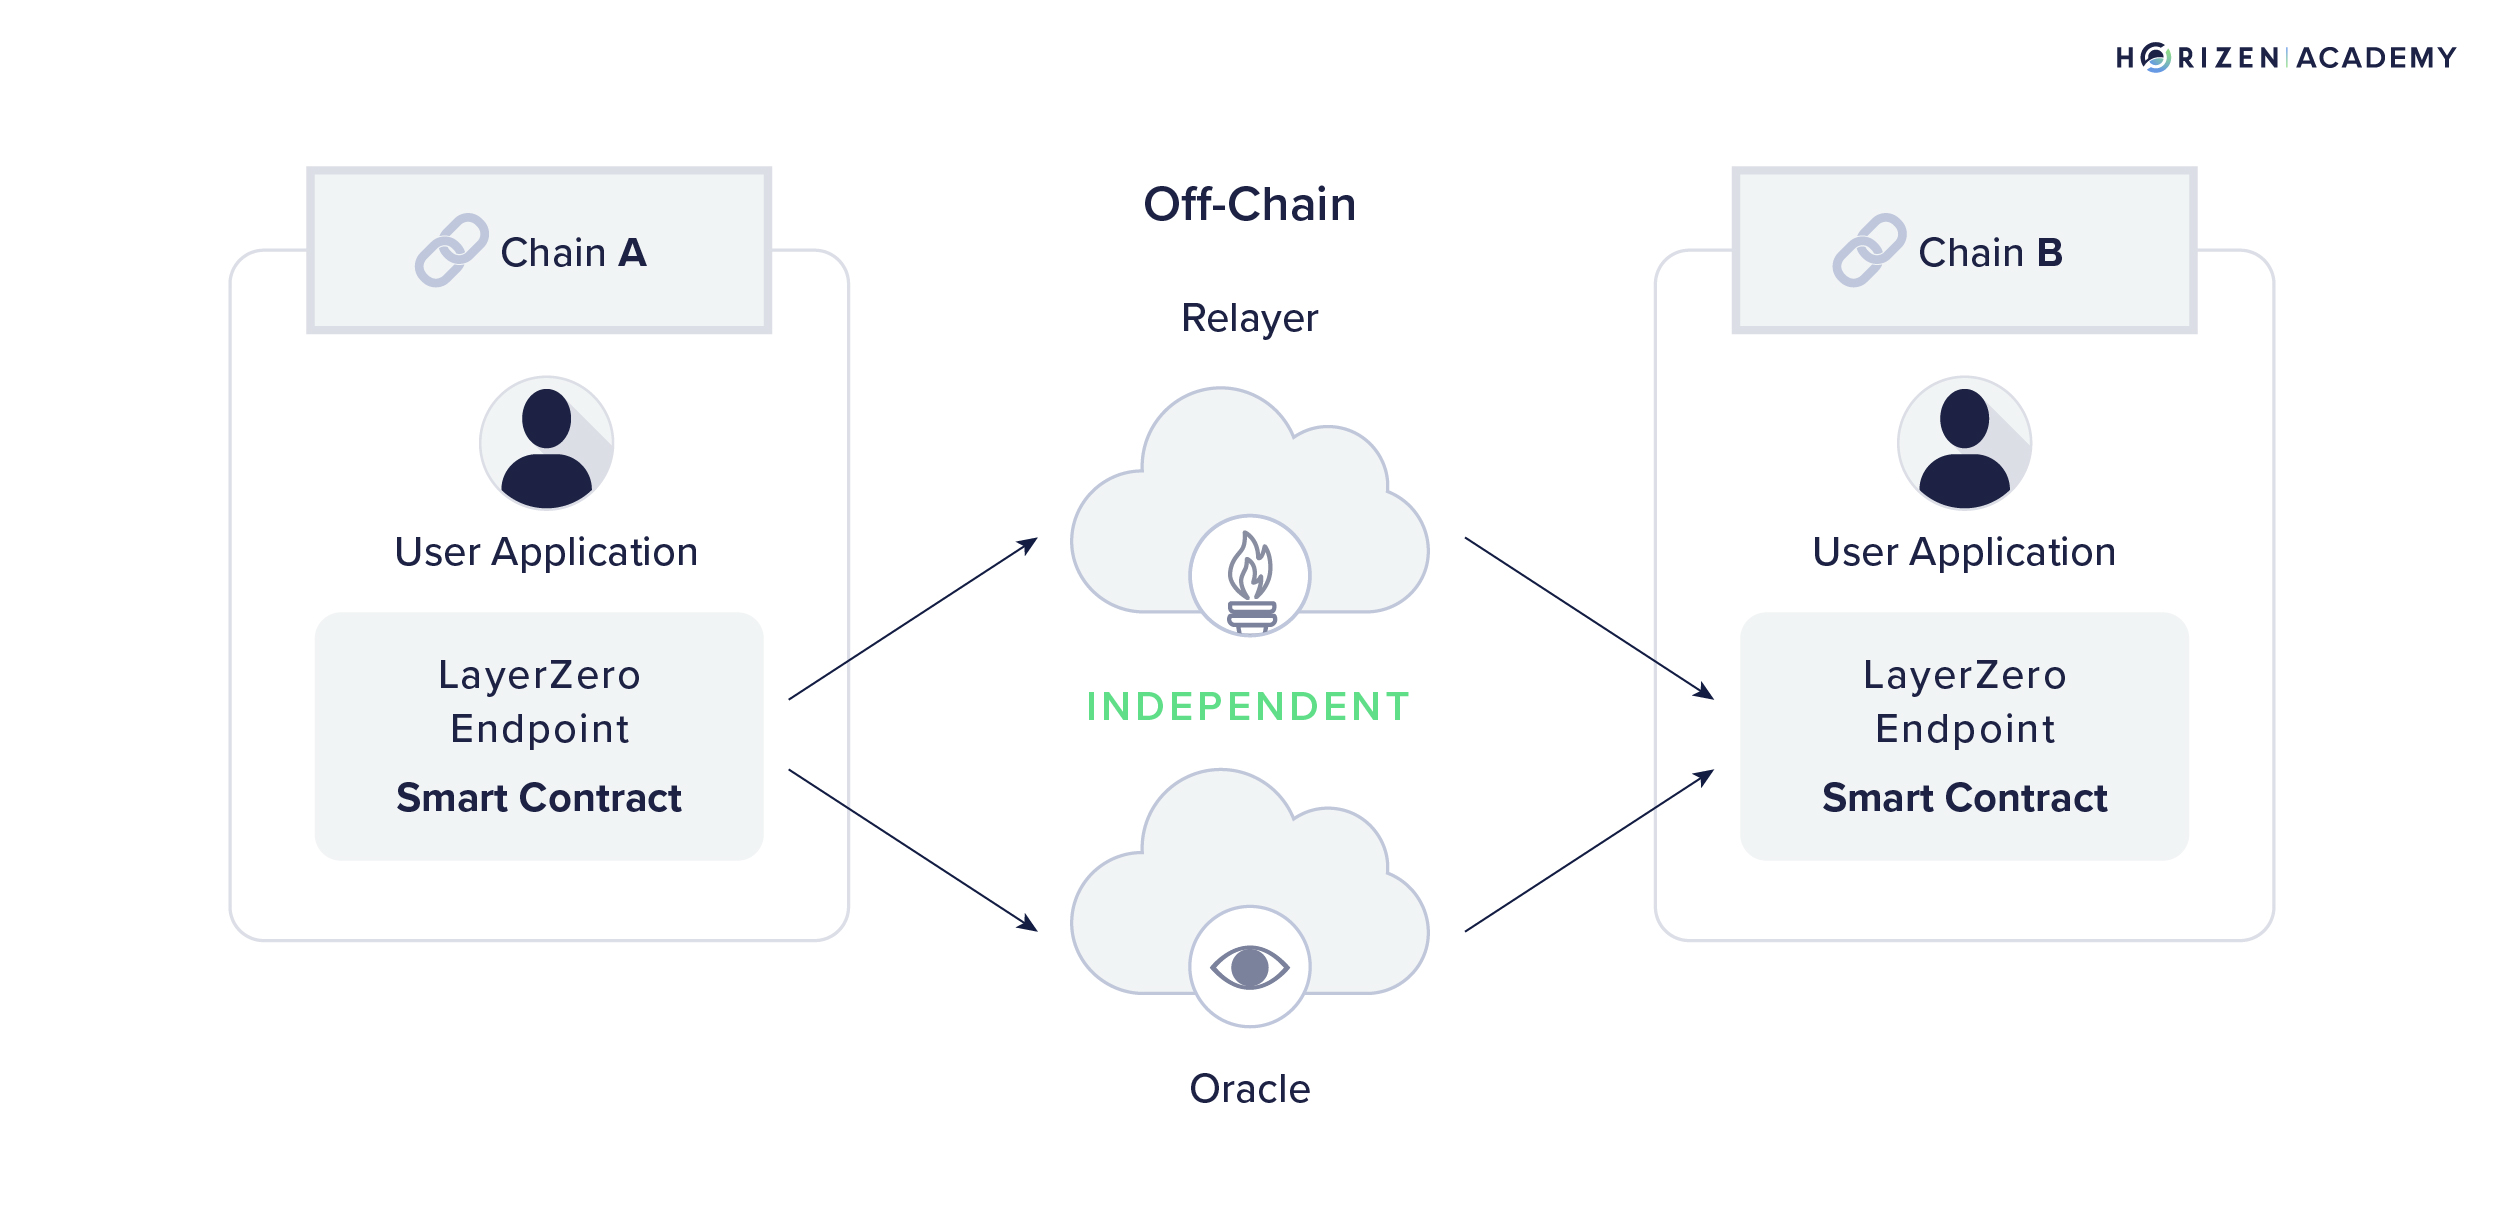 HORIZEN | ACADEMY
Chain A
User Application
LayerZero
Endpoint
Smart Contract
Off-Chain
Relayer
INDEPENDENT
Oracle
Chain B
User Application
LayerZero
Endpoint
Smart Contract